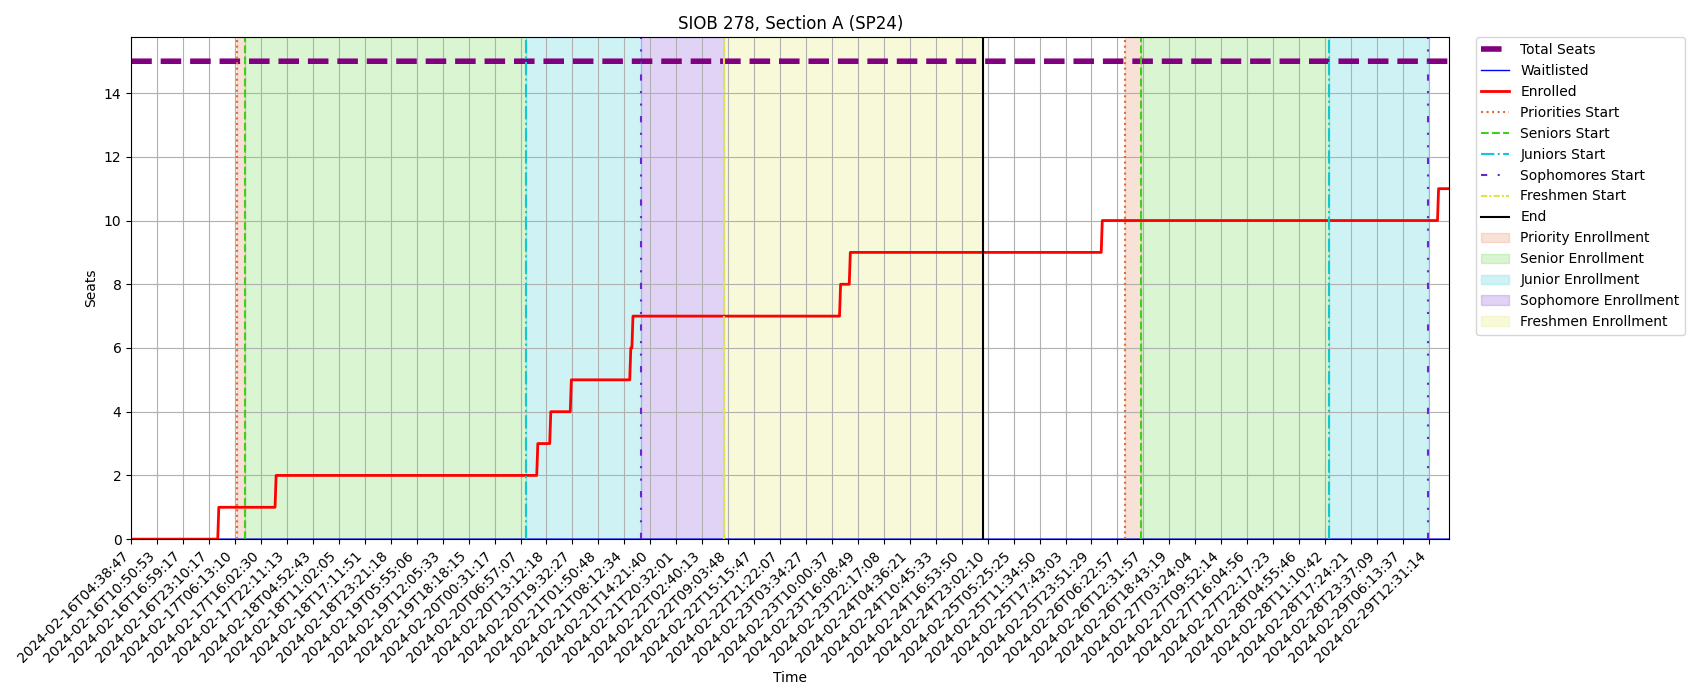 SIOB 278, Section A (SP24)
Seats
14
12
10
8
6
4
2
0
2024-02-16T04:38:47
2024-02-16T10:50:53
2024-02-16T16:59:17
2024-02-16T23:10:17
2024-02-17T06:13:10
2024-02-17T16:02:30
2024-02-17T22:11:13
2024-02-18T04:52:43
2024-02-18T11:02:05
2024-02-18T17:11:51
2024-02-18T23:21:18
2024-02-19T05:55:06
2024-02-19T12:05:33
2024-02-19T18:18:15
2024-02-20T00:31:17
2024-02-20T06:57:07
2024-02-20T13:12:18
2024-02-20T19:32:27
2024-02-21T01:50:48
2024-02-21T08:12:34
2024-02-21T14:21:40
2024-02-21T20:32:01
2024-02-22T02:40:13
2024-02-22T09:03:48
2024-02-22T15:15:47
2024-02-22T21:22:07
2024-02-23T03:34:27
2024-02-23T10:00:37
2024-02-23T16:08:49
2024-02-23T22:17:08
2024-02-24T04:36:21
2024-02-24T10:45:33
2024-02-24T16:53:50
2024-02-24T23:02:10
2024-02-25T05:25:25
2024-02-25T11:34:50
2024-02-25T17:43:03
2024-02-25T23:51:29
2024-02-26T06:22:57
2024-02-26T12:31:57
2024-02-26T18:43:19
2024-02-27T03:24:04
2024-02-27T09:52:14
2024-02-27T16:04:56
2024-02-27T22:17:23
2024-02-28T04:55:46
2024-02-28T11:10:42
2024-02-28T17:24:21
2024-02-28T23:37:09
2024-02-29T06:13:37
2024-02-29T12:31:14
Time
Total Seats
Waitlisted
Enrolled
Priorities Start
Seniors Start
Juniors Start
Sophomores Start
Freshmen Start
End
Priority Enrollment
Senior Enrollment
Junior Enrollment
Sophomore Enrollment
Freshmen Enrollment